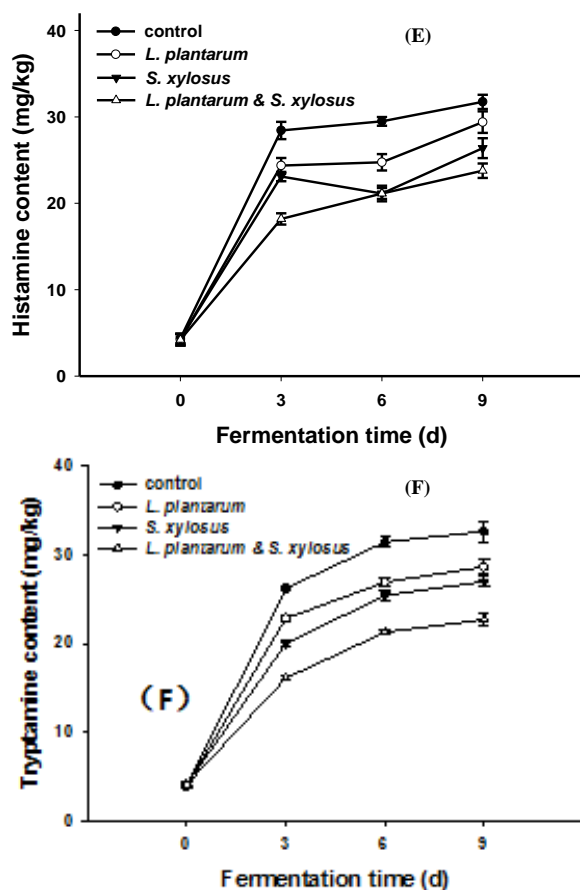 40
30
20
10
0
Histamine content (mg/kg)
control
L. plantarum
S. xylosus
L. plantarum & S. xylosus
(E)
0 3 6 9
Fermentation time (d)
40
30
20
10
0
Tryptamine content (mg/kg)
control
L. plantarum
S. xylosus
L. plantarum & S. xylosus
(F)
(F)
0 3 6 9
Fermentation time (d)